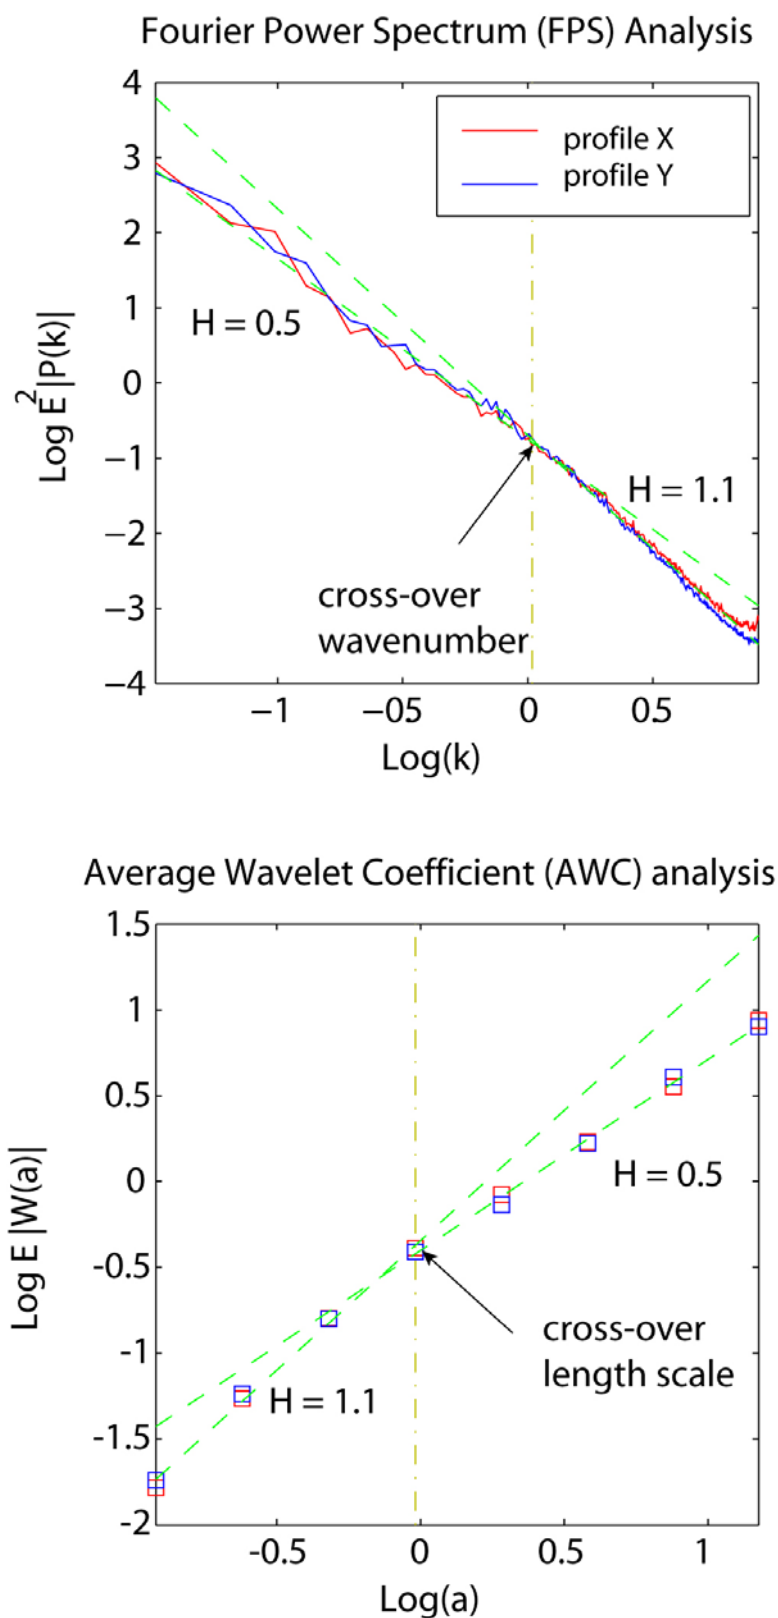 Fourier Power Spectrum (FPS) Analysis
4
3
2
1
0
−1
−2
−3
−4
Log E²|P(k)|
profile X
profile Y
H = 0.5
H = 1.1
cross-over
wavenumber
−1
−05
0
0.5
Log(k)
Average Wavelet Coefficient (AWC) analysis
1.5
1
0.5
0
-0.5
-1
-1.5
-2
Log E |W(a)|
H = 0.5
cross-over
length scale
H = 1.1
-0.5
0
0.5
1
Log(a)